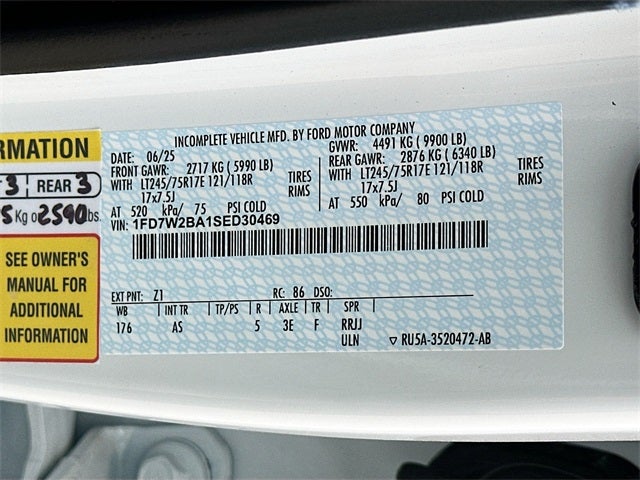 RMATION
3 REAR 3
5 Kg o 2590 lbs.
SEE OWNER'S
MANUAL FOR
ADDITIONAL
INFORMATION
INCOMPLETE VEHICLE MFD. BY FORD MOTOR COMPANY
DATE: 06/25 GVWR: 4491 KG ( 9900 LB)
FRONT GAWR: 2717 KG ( 5990 LB) REAR GAWR: 2876 KG ( 6340 LB)
WITH LT245/75R17E 121/118R TIRES WITH LT245/75R17E 121/118R TIRES
17x7.5J RIMS 17x7.5J RIMS
AT 520 kPa/ 75 PSI COLD AT 550 kPa/ 80 PSI COLD
VIN: 1FD7W2BA1SED30469
EXT PNT: Z1 RC: 86 DSO:
WB INT TR TP/PS R AXLE TR SPR
176 AS 5 3E F RRJJ
ULN ▽ RU5A-3520472-AB